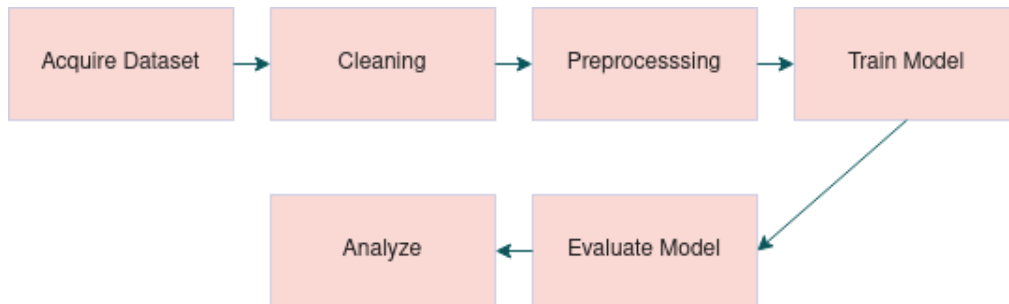 Acquire Dataset
Cleaning
Preprocesssing
Train Model
Evaluate Model
Analyze